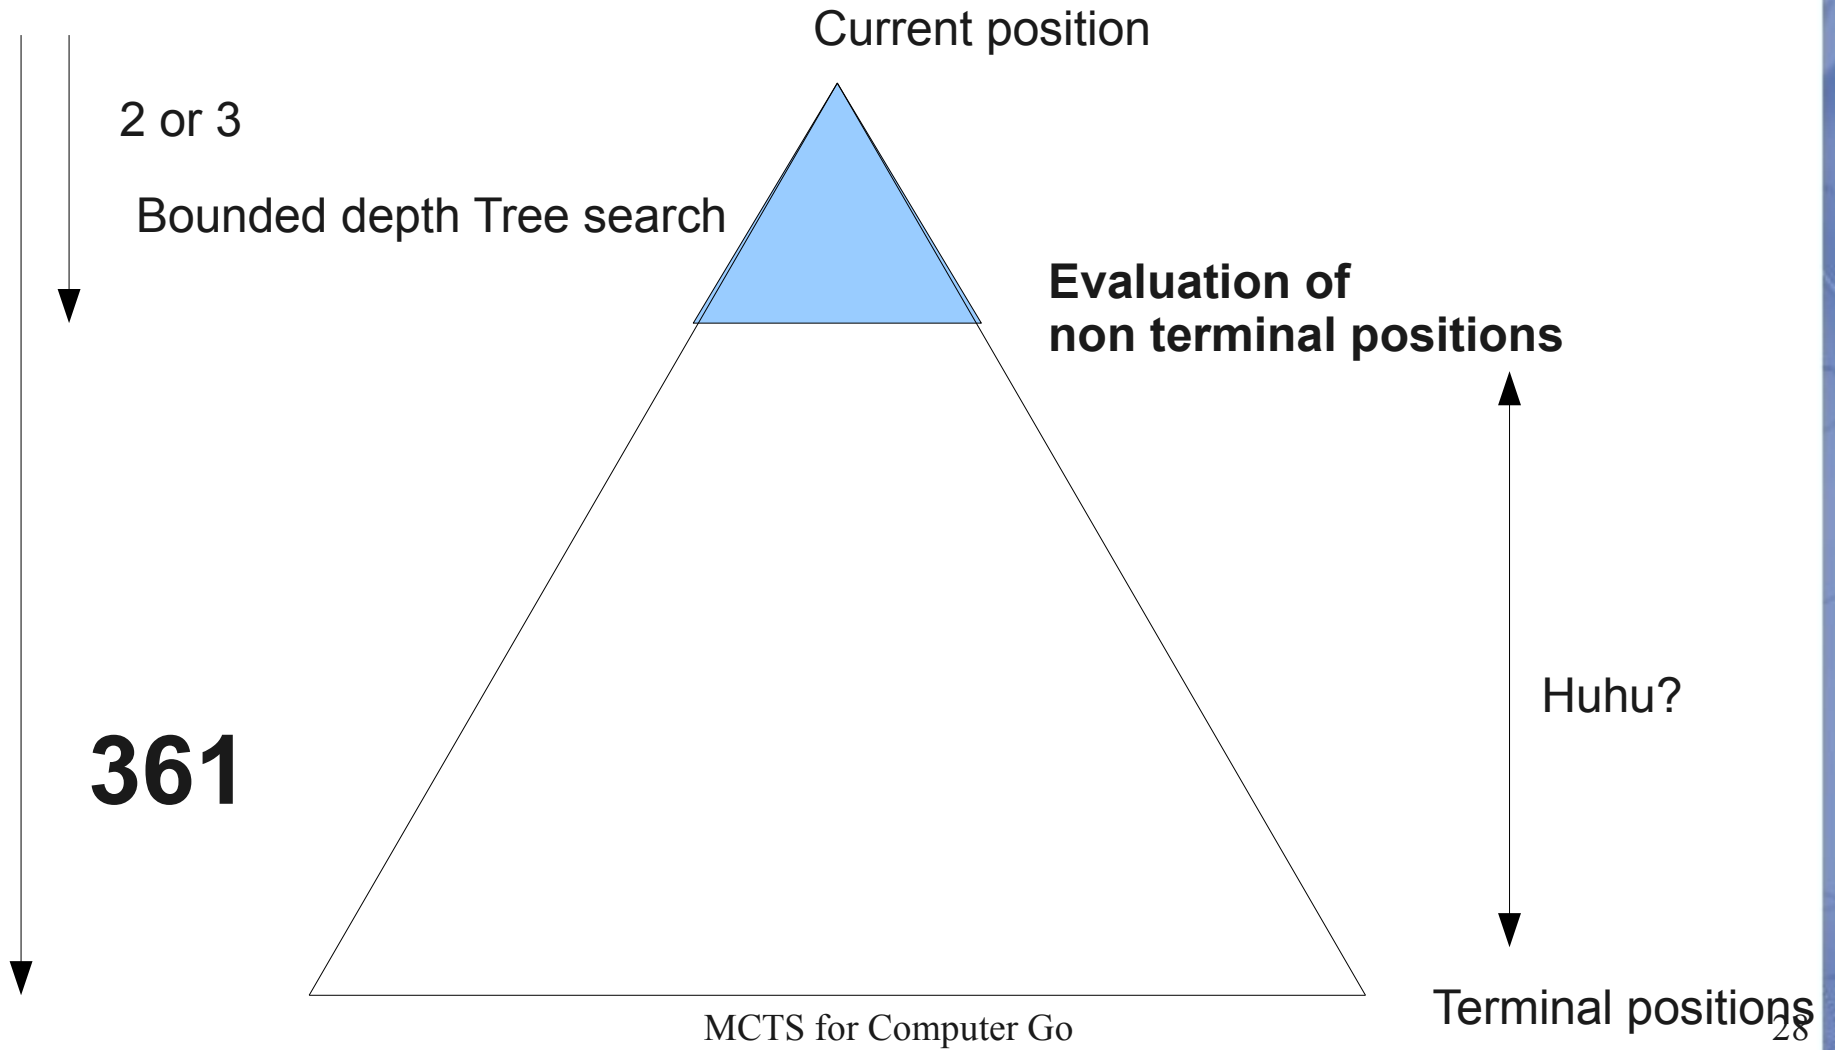 Current position
2 or 3
Bounded depth Tree search
Evaluation of
non terminal positions
Huhu?
361
Terminal positions
MCTS for Computer Go
28